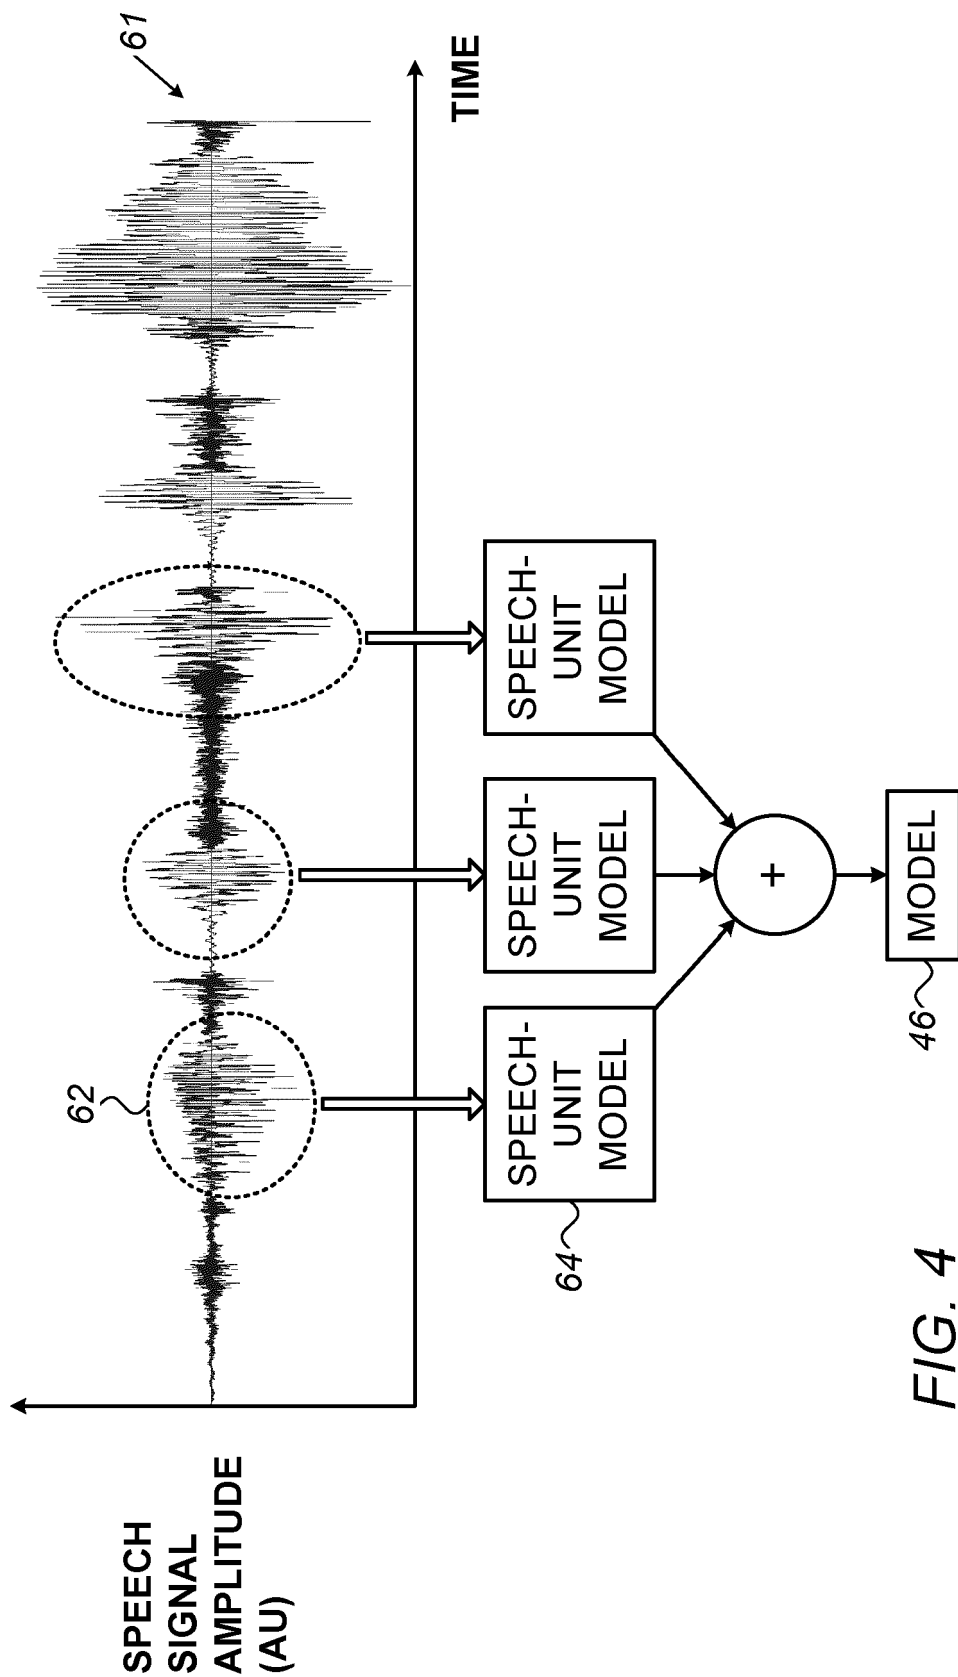 SPEECH
SIGNAL
AMPLITUDE
(AU)
61
TIME
62
64
SPEECH-
UNIT
MODEL
SPEECH-
UNIT
MODEL
SPEECH-
UNIT
MODEL
+
46
MODEL
FIG. 4